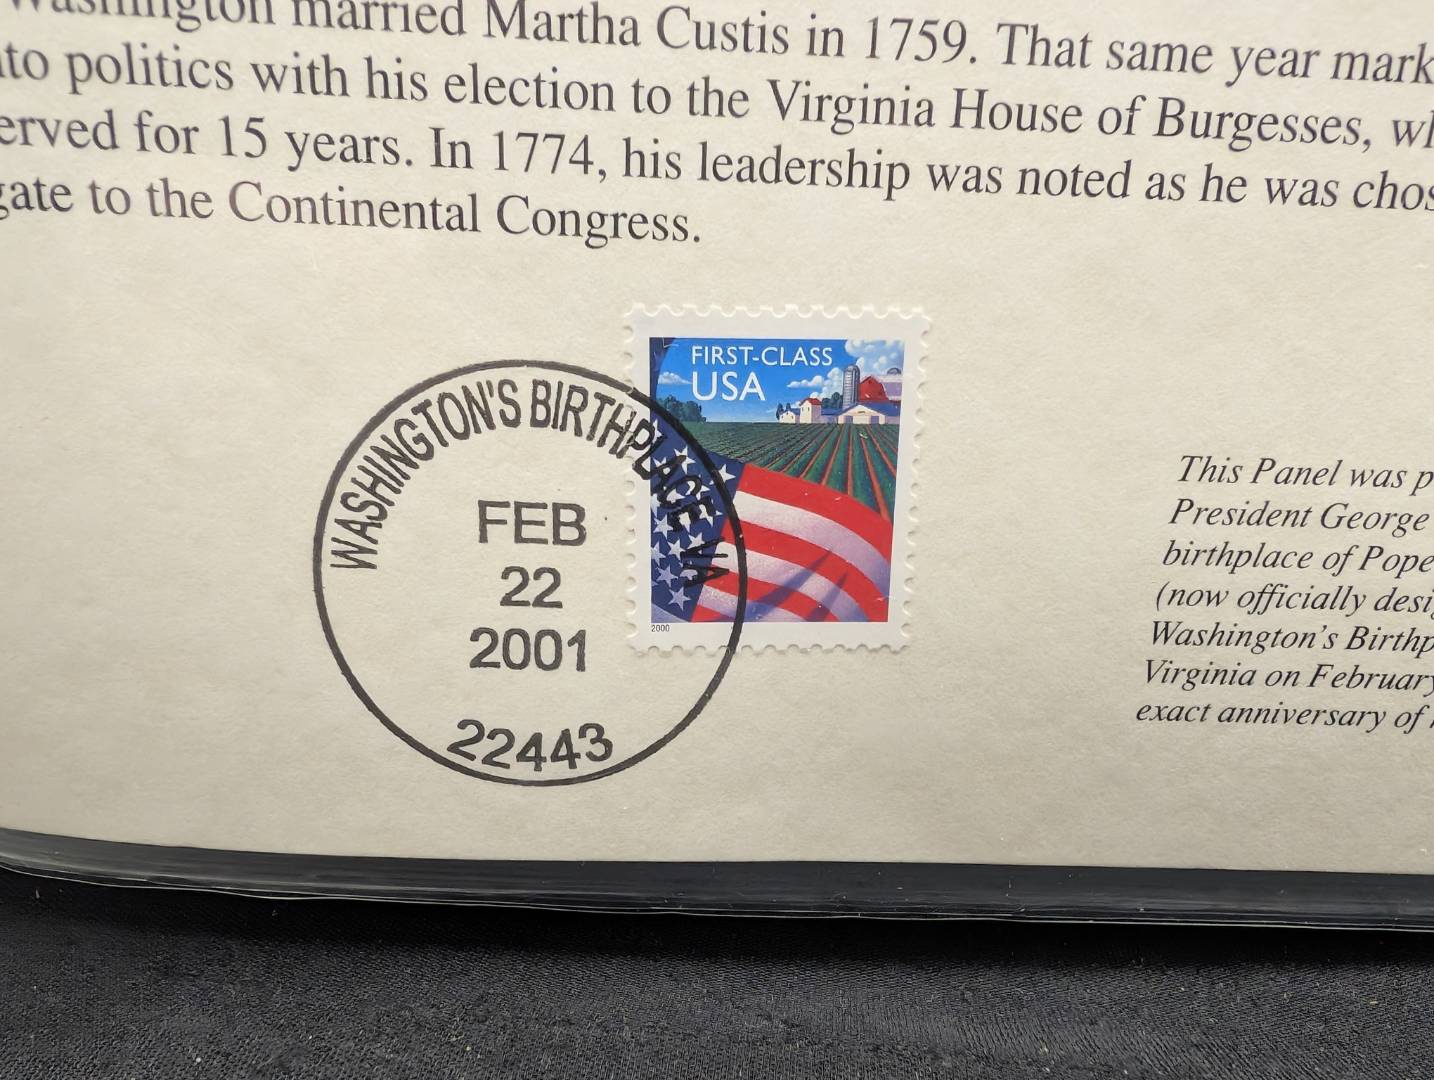 Washington married Martha Custis in 1759. That same year mark
to politics with his election to the Virginia House of Burgesses, wh
erved for 15 years. In 1774, his leadership was noted as he was chos
gate to the Continental Congress.
FIRST-CLASS
USA
2000
WASHINGTON'S BIRTHPLACE VA
FEB
22
2001
22443
This Panel was p
President George
birthplace of Pope
(now officially desi
Washington's Birthp
Virginia on February
exact anniversary of